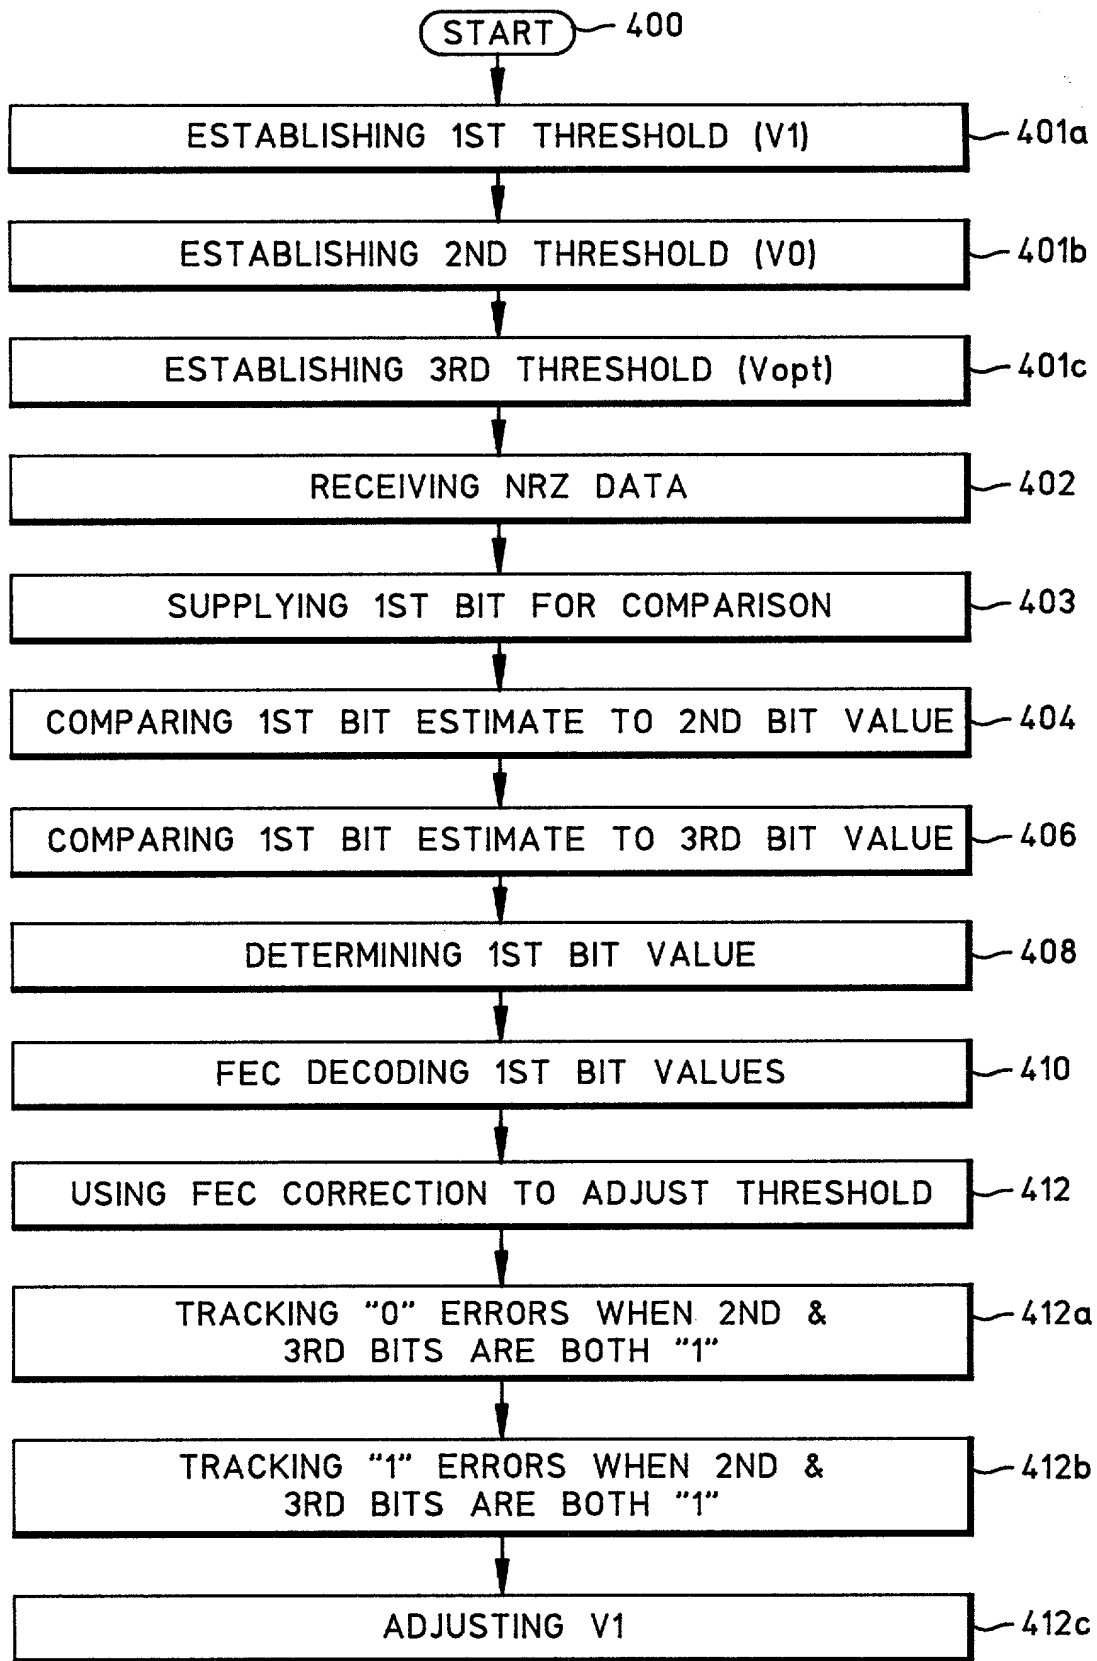 START 400
ESTABLISHING 1ST THRESHOLD (V1) 401a
ESTABLISHING 2ND THRESHOLD (V0) 401b
ESTABLISHING 3RD THRESHOLD (Vopt) 401c
RECEIVING NRZ DATA 402
SUPPLYING 1ST BIT FOR COMPARISON 403
COMPARING 1ST BIT ESTIMATE TO 2ND BIT VALUE 404
COMPARING 1ST BIT ESTIMATE TO 3RD BIT VALUE 406
DETERMINING 1ST BIT VALUE 408
FEC DECODING 1ST BIT VALUES 410
USING FEC CORRECTION TO ADJUST THRESHOLD 412
TRACKING "0" ERRORS WHEN 2ND & 412a
3RD BITS ARE BOTH "1"
TRACKING "1" ERRORS WHEN 2ND & 412b
3RD BITS ARE BOTH "1"
ADJUSTING V1 412c